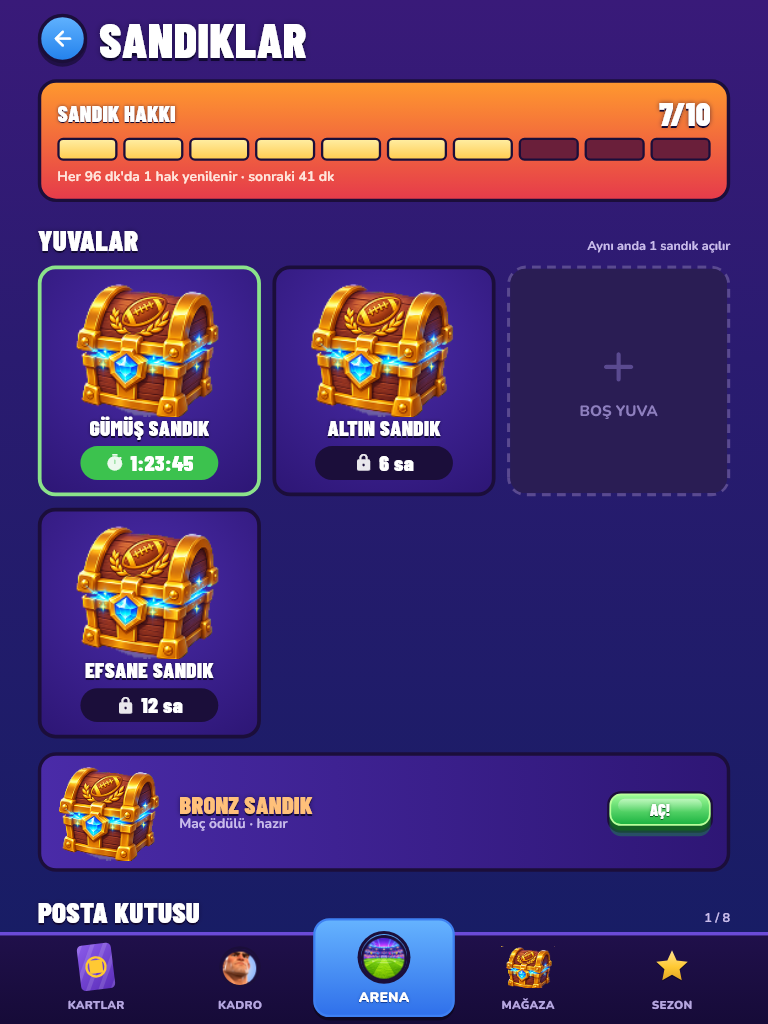 SANDIKLAR
SANDIK HAKKI
7/10
Her 96 dk'da 1 hak yenilenir · sonraki 41 dk
YUVALAR
Aynı anda 1 sandık açılır
GÜMÜŞ SANDIK
1:23:45
ALTIN SANDIK
6 sa
BOŞ YUVA
EFSANE SANDIK
12 sa
BRONZ SANDIK
Maç ödülü · hazır
AÇ!
POSTA KUTUSU
1 / 8
KARTLAR
KADRO
ARENA
MAĞAZA
SEZON